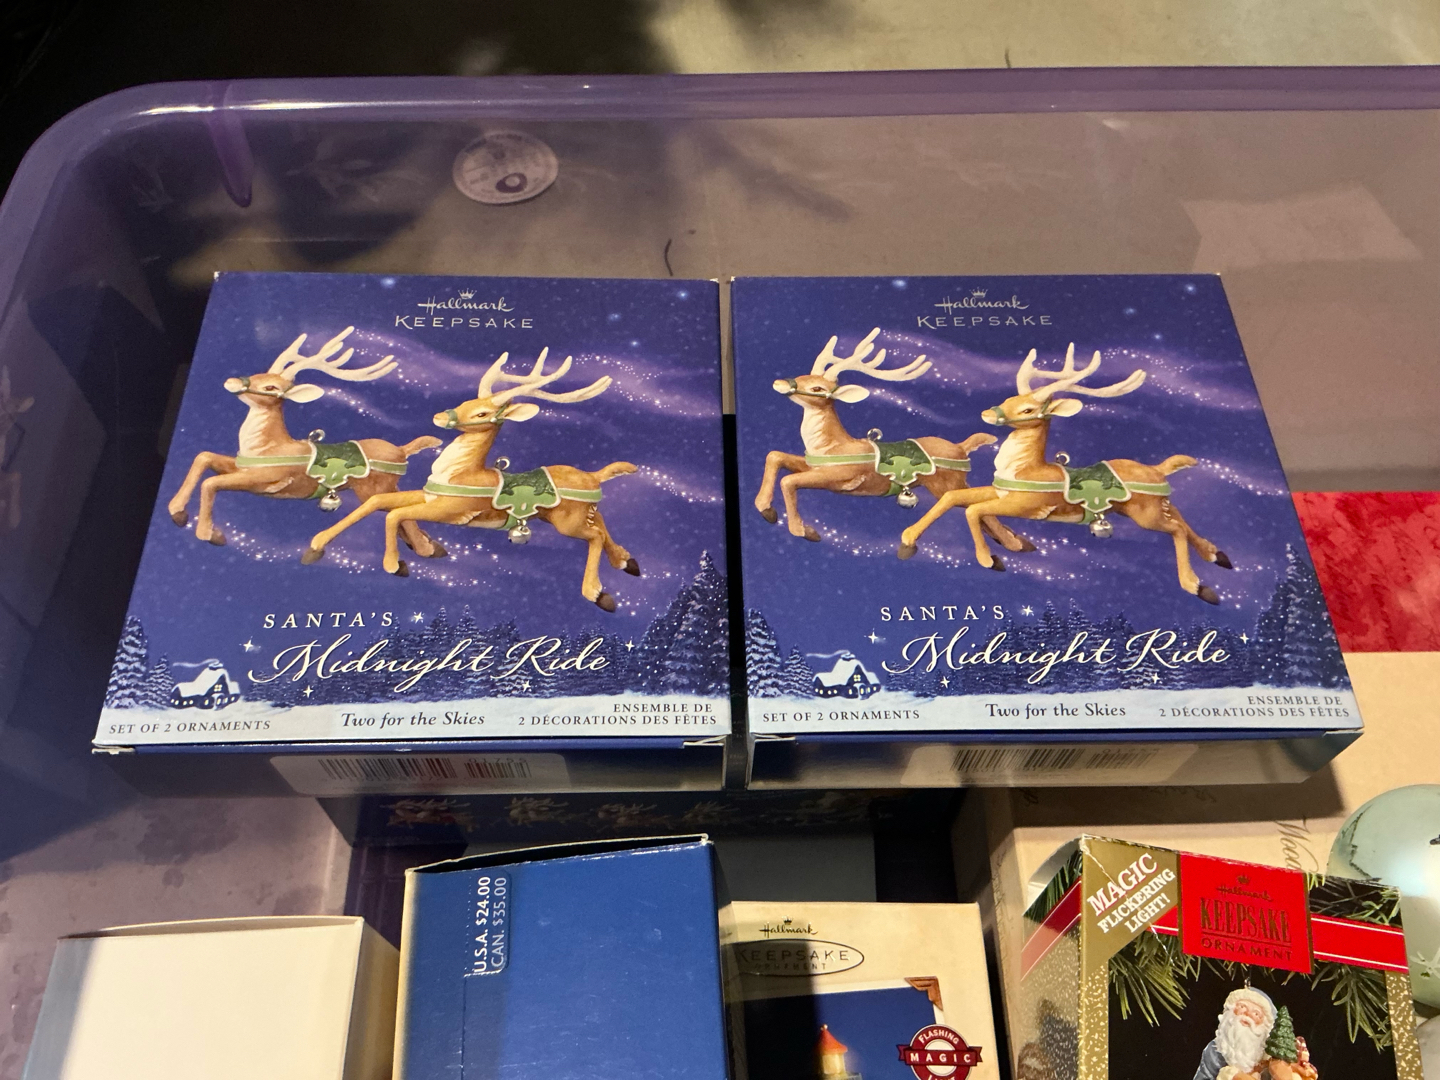 Hallmark
KEEPSAKE
SANTA'S
Midnight Ride
SET OF 2 ORNAMENTS
Two for the Skies
ENSEMBLE DE
2 DÉCORATIONS DES FÊTES
Hallmark
KEEPSAKE
SANTA'S
Midnight Ride
SET OF 2 ORNAMENTS
Two for the Skies
ENSEMBLE DE
2 DÉCORATIONS DES FÊTES
U.S.A. $24.00
CAN. $35.00
Hallmark
KEEPSAKE
ORNAMENT
FLASHING
MAGIC
MAGIC
FLICKERING
LIGHT!
Hallmark
KEEPSAKE
ORNAMENT